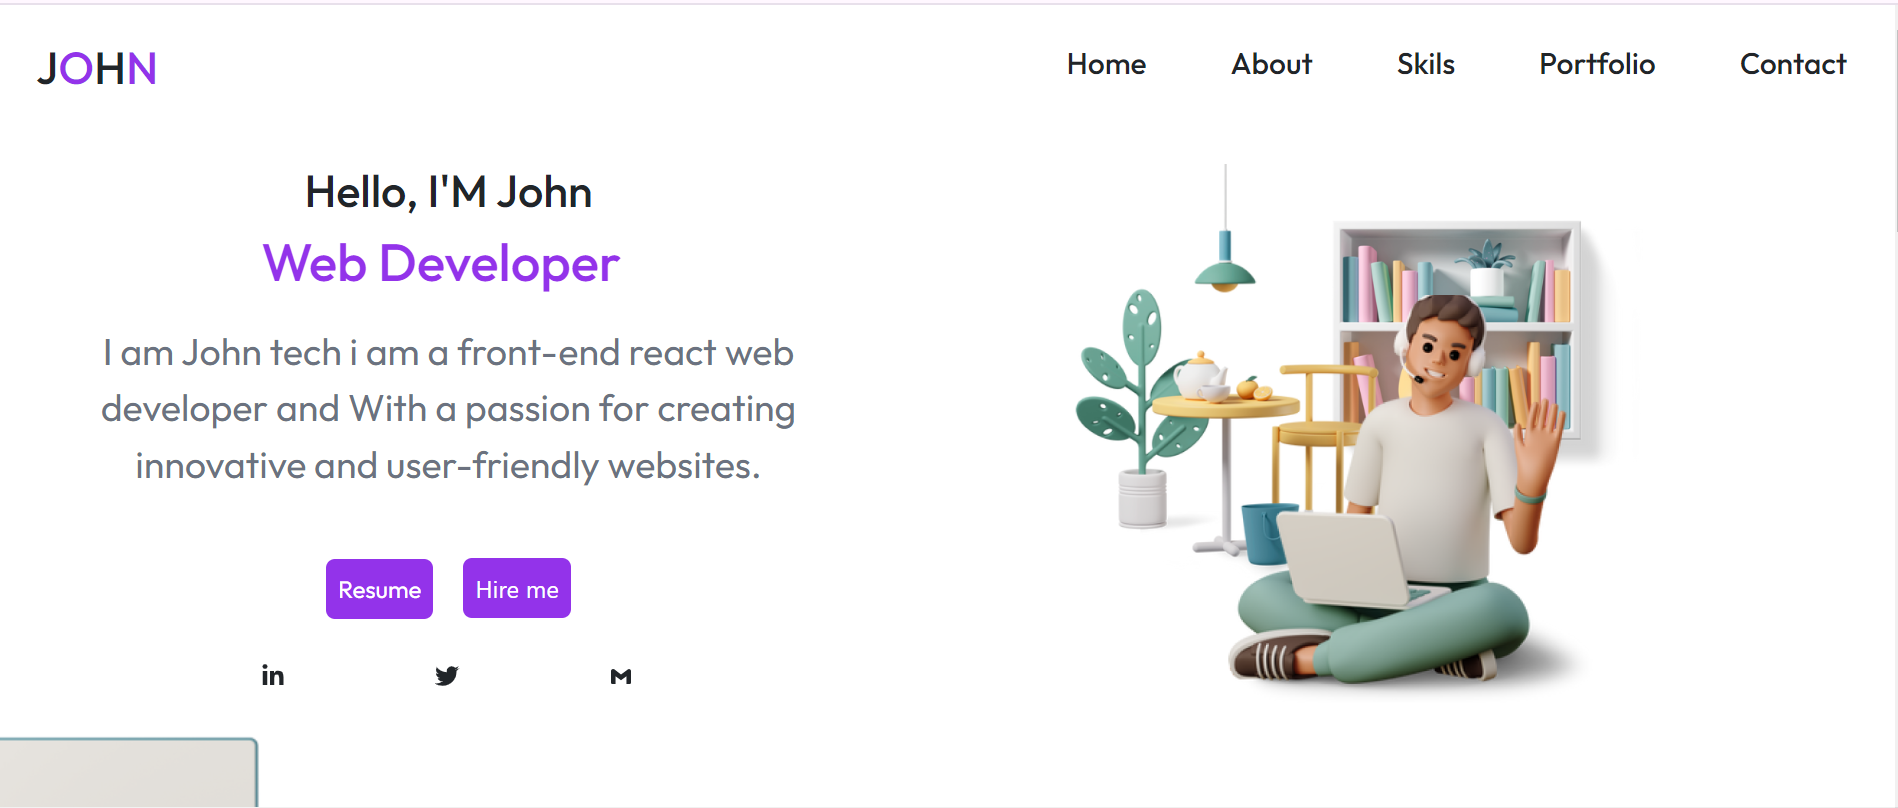 JOHN
Home About Skils Portfolio Contact
Hello, I'M John
Web Developer
I am John tech i am a front-end react web
developer and With a passion for creating
innovative and user-friendly websites.
Resume Hire me
in